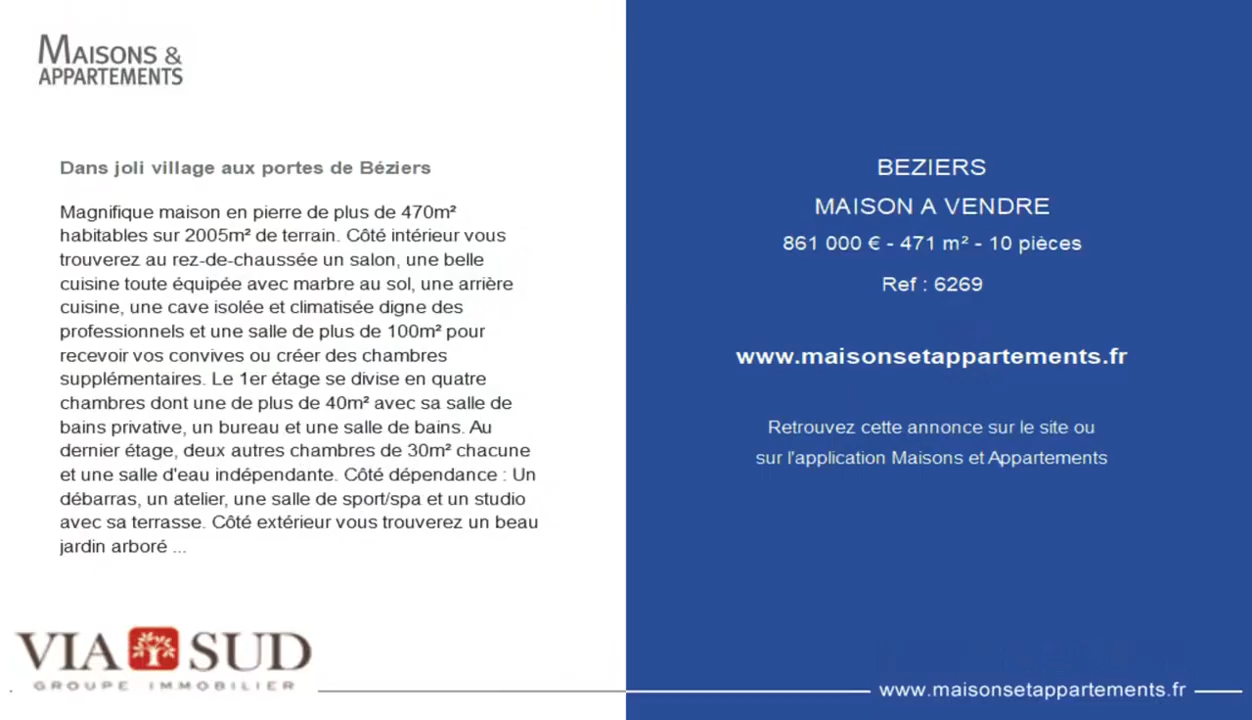 MAISONS &
APPARTEMENTS
Dans joli village aux portes de Béziers
Magnifique maison en pierre de plus de 470m²
habitables sur 2005m² de terrain. Côté intérieur vous
trouverez au rez-de-chaussée un salon, une belle
cuisine toute équipée avec marbre au sol, une arrière
cuisine, une cave isolée et climatisée digne des
professionnels et une salle de plus de 100m² pour
recevoir vos convives ou créer des chambres
supplémentaires. Le 1er étage se divise en quatre
chambres dont une de plus de 40m² avec sa salle de
bains privative, un bureau et une salle de bains. Au
dernier étage, deux autres chambres de 30m² chacune
et une salle d'eau indépendante. Côté dépendance : Un
débarras, un atelier, une salle de sport/spa et un studio
avec sa terrasse. Côté extérieur vous trouverez un beau
jardin arboré ...
VIA SUD
GROUPE IMMOBILIER
BEZIERS
MAISON A VENDRE
861 000 € - 471 m² - 10 pièces
Ref : 6269
www.maisonsetappartements.fr
Retrouvez cette annonce sur le site ou
sur l'application Maisons et Appartements
www.maisonsetappartements.fr